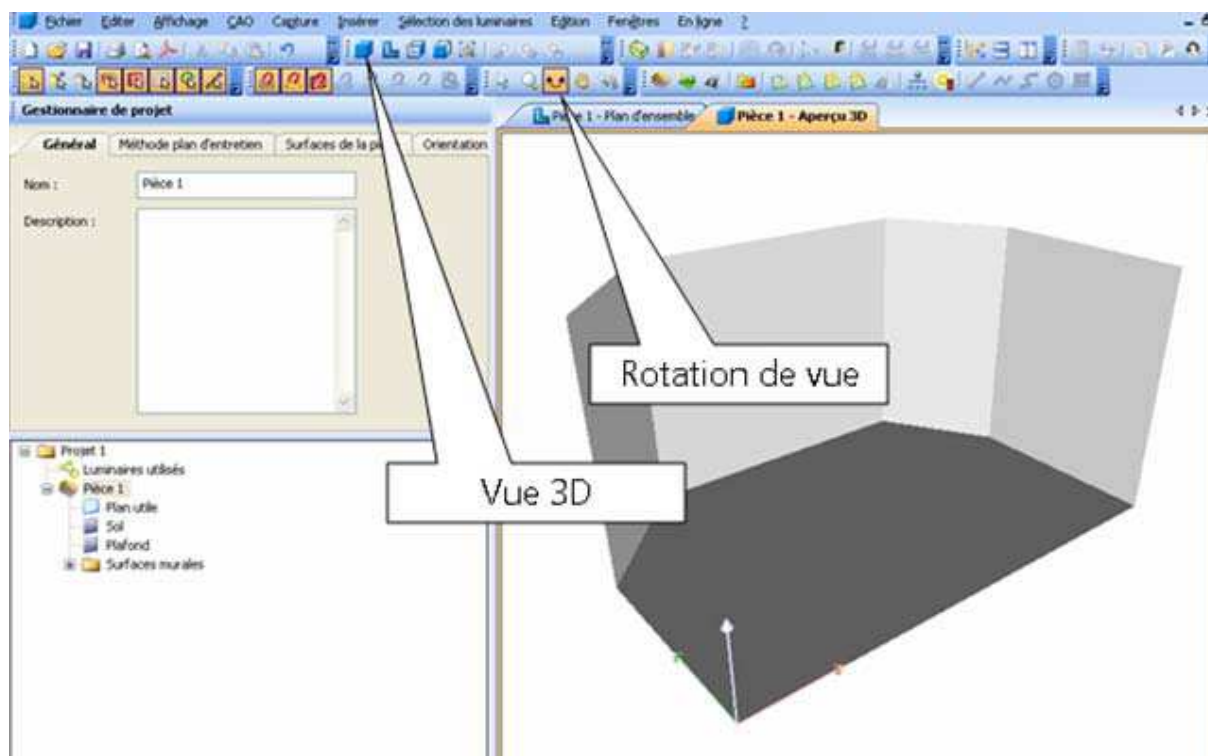 Fichier Editer Affichage ÇAO Capture Insérer Sélection des luminaires Edition Fenêtres En ligne ?
Gestionnaire de projet
Pièce 1 - Plan d'ensemble Pièce 1 - Aperçu 3D
Général Méthode plan d'entretien Surfaces de la Orientation
Nom : Pièce 1
Description :
Rotation de vue
Projet 1
Luminaires utilisés
Pièce 1
Plan utile
Sol
Plafond
Surfaces murales
Vue 3D